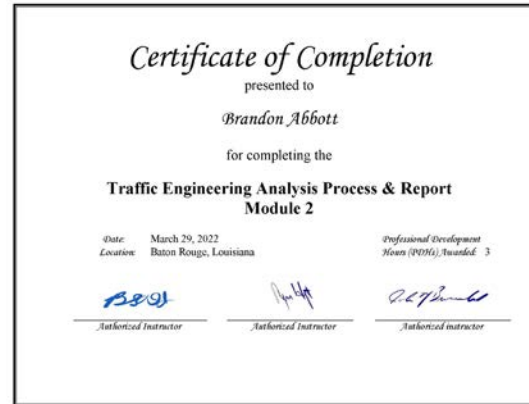 Certificate of Completion
presented to
Brandon Abbott
for completing the
Traffic Engineering Analysis Process & Report
Module 2
Date: March 29, 2022
Location: Baton Rouge, Louisiana
Professional Development
Hours (PDHs) Awarded: 3
Authorized Instructor
Authorized Instructor
Authorized instructor